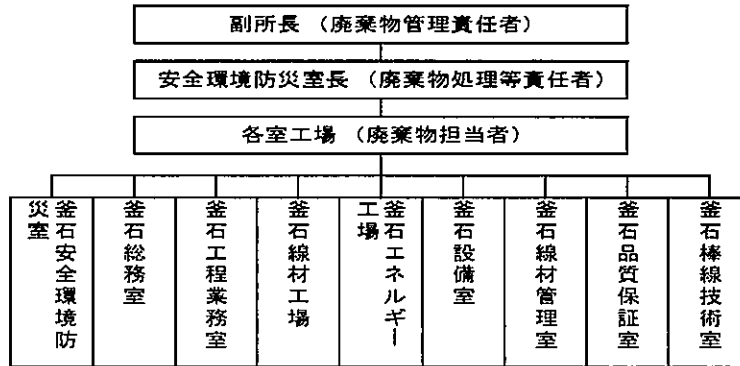 副所長（廃棄物管理責任者）
安全環境防災室長（廃棄物処理等責任者）
各室工場（廃棄物担当者）
釜石安全環境防
災室
釜石総務室
釜石工程業務室
釜石線材工場
釜石エネルギー
工場
釜石設備室
釜石線材管理室
釜石品質保証室
釜石棒線技術室